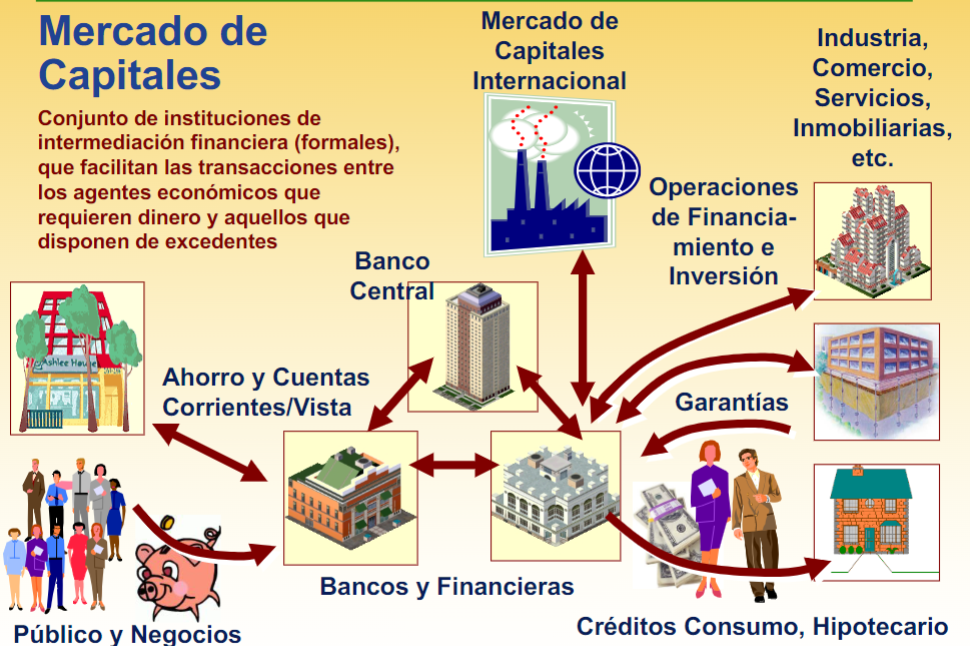 Mercado de
Capitales
Conjunto de instituciones de
intermediación financiera (formales),
que facilitan las transacciones entre
los agentes económicos que
requieren dinero y aquellos que
disponen de excedentes
Mercado de
Capitales
Internacional
Industria,
Comercio,
Servicios,
Inmobiliarias,
etc.
Operaciones
de Financia-
miento e
Inversión
Banco
Central
Ashlee House
Ahorro y Cuentas
Corrientes/Vista
Garantías
Bancos y Financieras
Público y Negocios
Créditos Consumo, Hipotecario